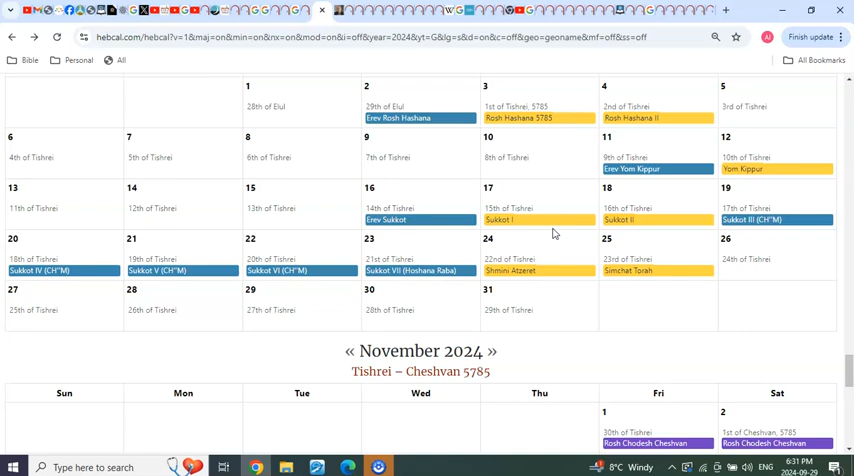 hebcal.com/hebcal?v=1&maj=on&min=on&nx=on&mod=on&i=off&year=2024&yt=G&lg=s&d=on&c=off&geo=geoname&mf=off&ss=off
Finish update
Bible Personal All All Bookmarks
1 2 3 4 5
28th of Elul 29th of Elul 1st of Tishrei, 5785 2nd of Tishrei 3rd of Tishrei
Erev Rosh Hashana Rosh Hashana 5785 Rosh Hashana II
6 7 8 9 10 11 12
4th of Tishrei 5th of Tishrei 6th of Tishrei 7th of Tishrei 8th of Tishrei 9th of Tishrei 10th of Tishrei
Erev Yom Kippur Yom Kippur
13 14 15 16 17 18 19
11th of Tishrei 12th of Tishrei 13th of Tishrei 14th of Tishrei 15th of Tishrei 16th of Tishrei 17th of Tishrei
Erev Sukkot Sukkot I Sukkot II Sukkot III (CH''M)
20 21 22 23 24 25 26
18th of Tishrei 19th of Tishrei 20th of Tishrei 21st of Tishrei 22nd of Tishrei 23rd of Tishrei 24th of Tishrei
Sukkot IV (CH''M) Sukkot V (CH''M) Sukkot VI (CH''M) Sukkot VII (Hoshana Raba) Shmini Atzeret Simchat Torah
27 28 29 30 31
25th of Tishrei 26th of Tishrei 27th of Tishrei 28th of Tishrei 29th of Tishrei
« November 2024 »
Tishrei – Cheshvan 5785
Sun Mon Tue Wed Thu Fri Sat
1 2
30th of Tishrei 1st of Cheshvan, 5785
Rosh Chodesh Cheshvan Rosh Chodesh Cheshvan
Type here to search
8°C Windy
ENG
6:31 PM
2024-09-29